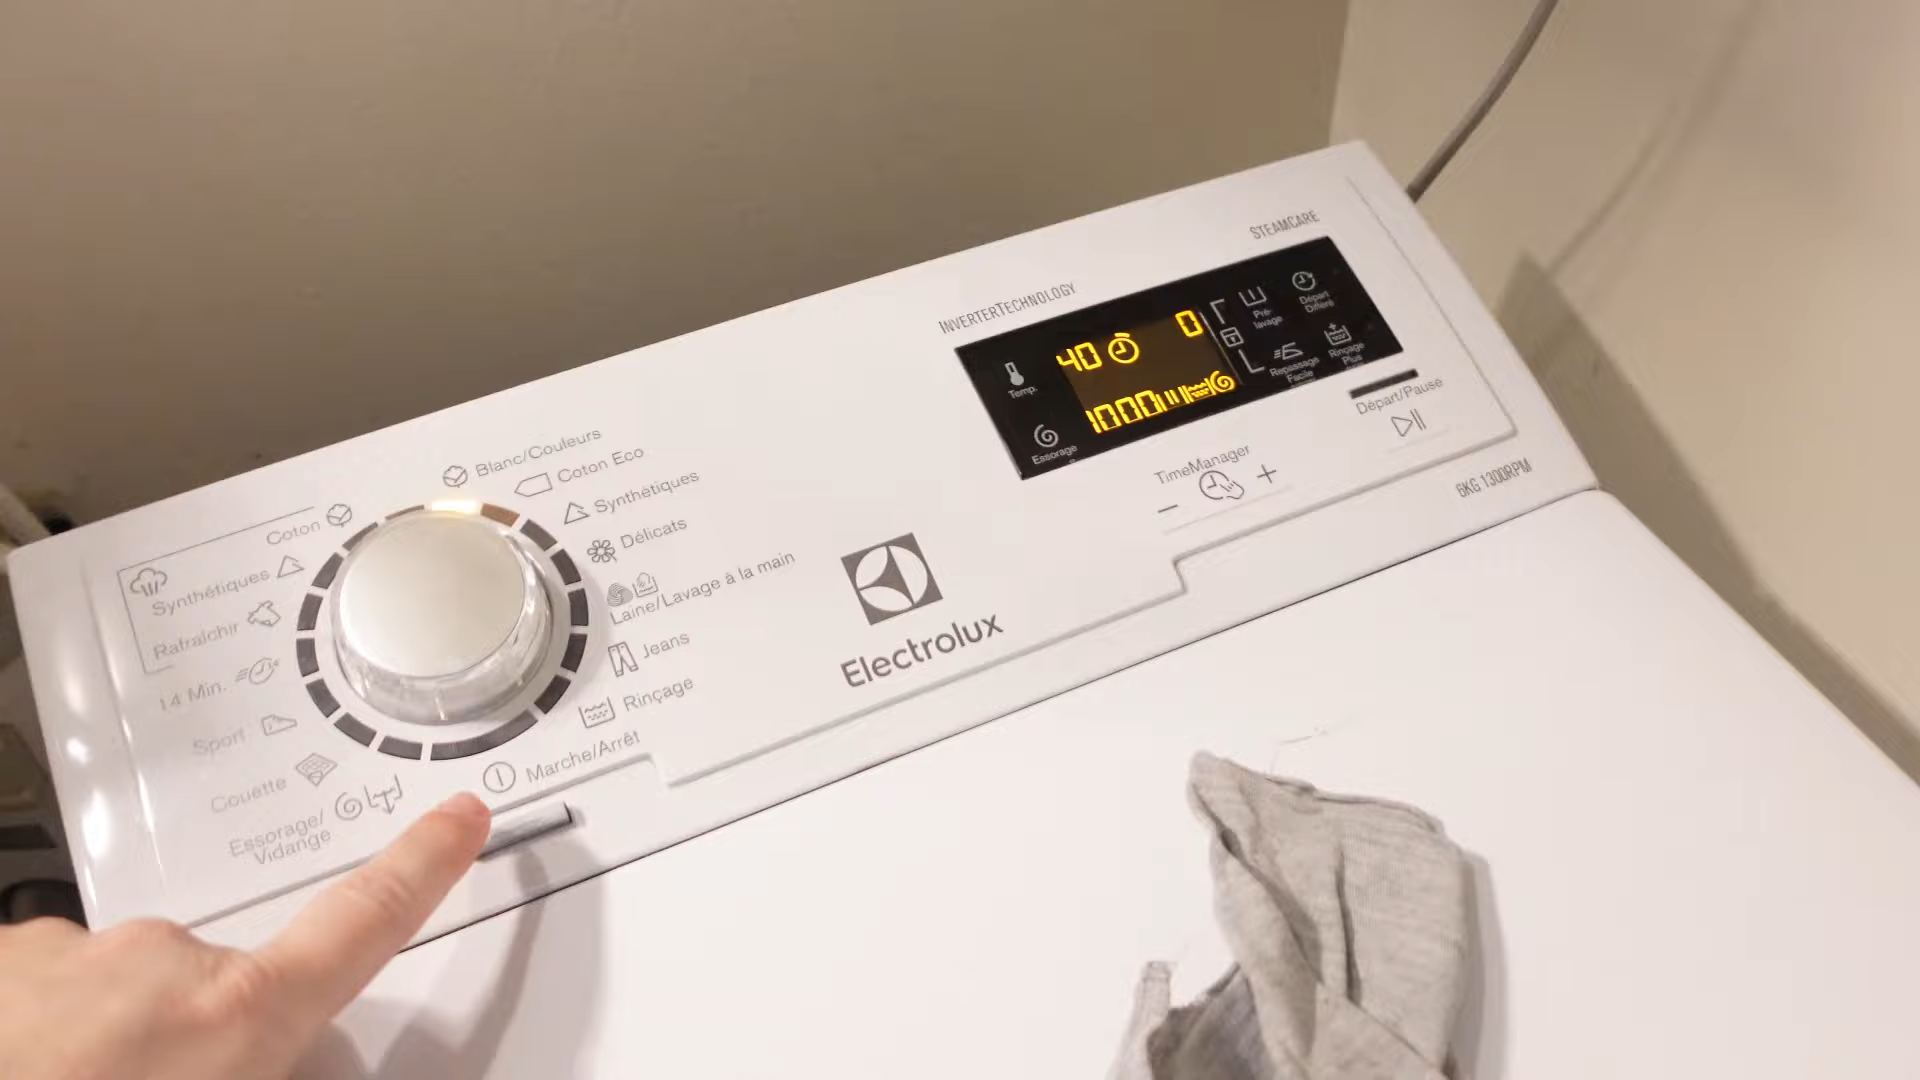 STEAMCARE
INVERTERTECHNOLOGY
Temp.
Essorage
40
0
1000
Pré-
lavage
Départ
Différé
Repassage
Facile
Rinçage
Plus
Départ/Pause
TimeManager
- +
6KG 1300RPM
Blanc/Couleurs
Coton Eco
Synthétiques
Délicats
Laine/Lavage à la main
Jeans
Rinçage
Marche/Arrêt
Coton
Synthétiques
Rafraîchir
14 Min.
Sport
Couette
Essorage/
Vidange
Electrolux